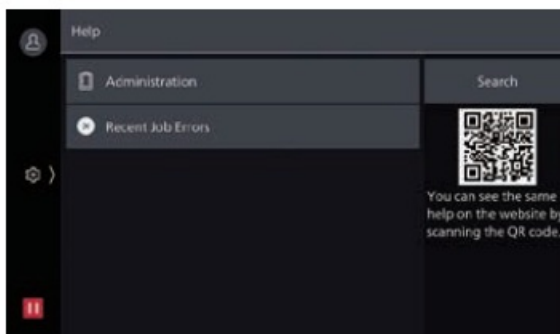 Help
Administration
Search
Recent Job Errors
You can see the same
help on the website by
scanning the QR code.